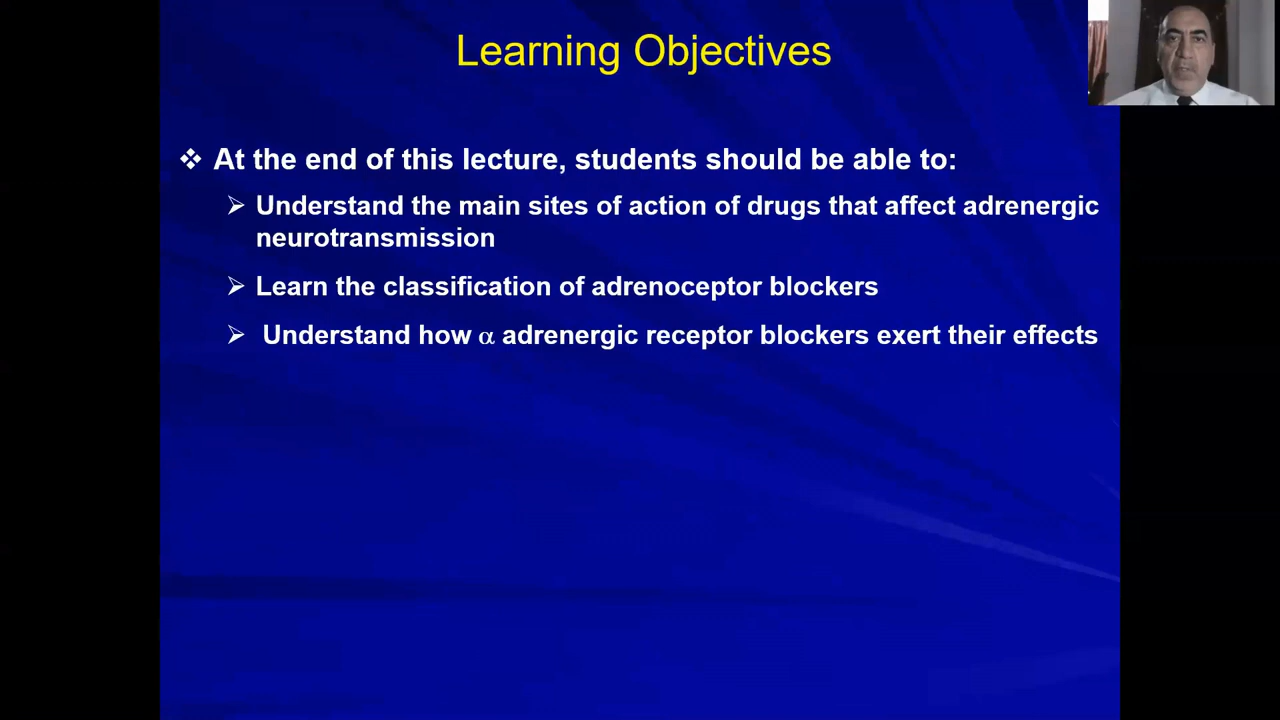 Learning Objectives
❖ At the end of this lecture, students should be able to:
➢ Understand the main sites of action of drugs that affect adrenergic
neurotransmission
➢ Learn the classification of adrenoceptor blockers
➢ Understand how α adrenergic receptor blockers exert their effects